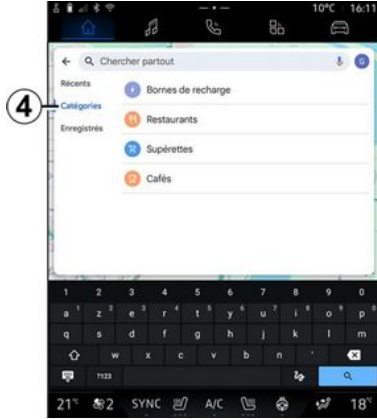 10°C 16:11
Chercher partout
G
Récents
Bornes de recharge
4
Catégories
Restaurants
Enregistrés
Supérettes
Cafés
1 2 3 4 5 6 7 8 9 0
a z e r t y u i o p
q s d f g h j k l m
w x c v b n '
?123
21° 2 SYNC A/C 18°